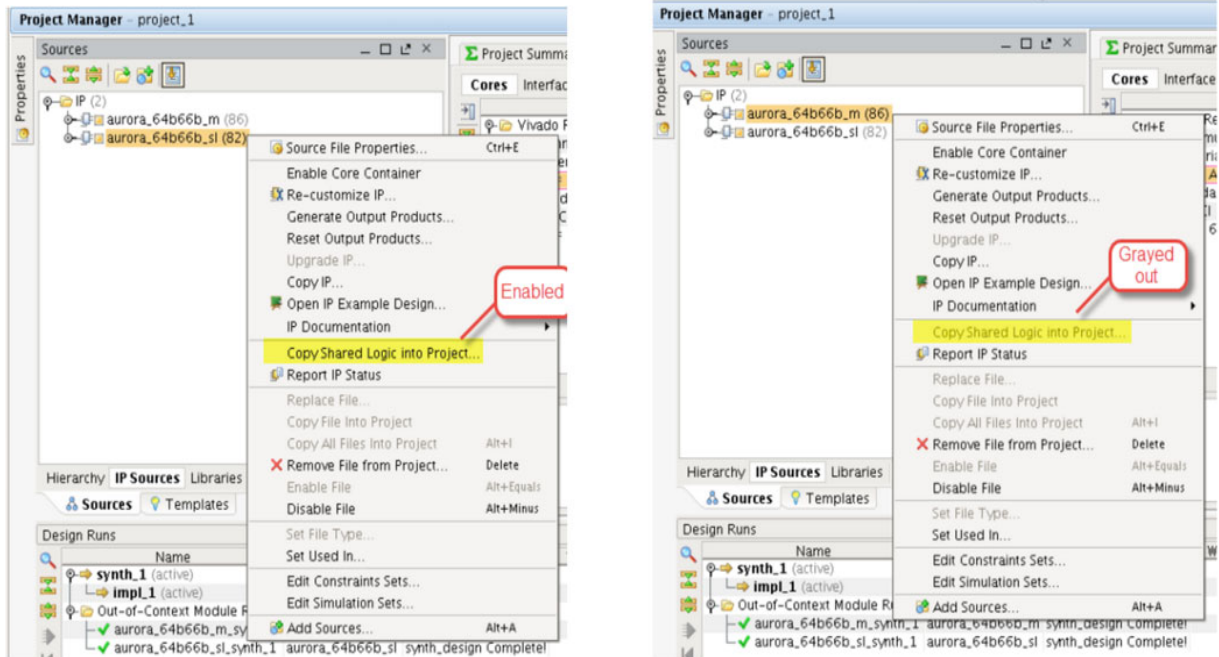 Project Manager - project_1
Properties
Sources
Project Summa
Cores Interfac
IP (2)
aurora_64b66b_m (86)
aurora_64b66b_sl (82)
Vivado R
Source File Properties... Ctrl+E
Enable Core Container
Re-customize IP...
Generate Output Products...
Reset Output Products...
Upgrade IP...
Copy IP...
Open IP Example Design...
IP Documentation
Enabled
Copy Shared Logic into Project...
Report IP Status
Replace File...
Copy File Into Project
Copy All Files Into Project Alt+I
Remove File from Project... Delete
Enable File Alt+Equals
Disable File Alt+Minus
Set File Type...
Set Used In...
Edit Constraints Sets...
Edit Simulation Sets...
Add Sources... Alt+A
Hierarchy IP Sources Libraries
Sources Templates
Design Runs
Name
synth_1 (active)
impl_1 (active)
Out-of-Context Module R
aurora_64b66b_m_sy
aurora_64b66b_m synth_design Complete!
aurora_64b66b_sl_synth_1 aurora_64b66b_sl synth_design Complete!
Project Manager - project_1
Properties
Sources
Project Summar
Cores Interface
IP (2)
aurora_64b66b_m (86)
aurora_64b66b_sl (82)
Source File Properties... Ctrl+E
Enable Core Container
Re-customize IP...
Generate Output Products...
Reset Output Products...
Upgrade IP...
Copy IP...
Open IP Example Design...
IP Documentation
Grayed
out
Copy Shared Logic into Project...
Report IP Status
Replace File...
Copy File Into Project
Copy All Files Into Project Alt+I
Remove File from Project... Delete
Enable File Alt+Equals
Disable File Alt+Minus
Set File Type...
Set Used In...
Edit Constraints Sets...
Edit Simulation Sets...
Add Sources... Alt+A
Hierarchy IP Sources Libraries
Sources Templates
Design Runs
Name
synth_1 (active)
impl_1 (active)
Out-of-Context Module Ru
aurora_64b66b_m_synth_1 aurora_64b66b_m synth_design Complete!
aurora_64b66b_sl_synth_1 aurora_64b66b_sl synth_design Complete!